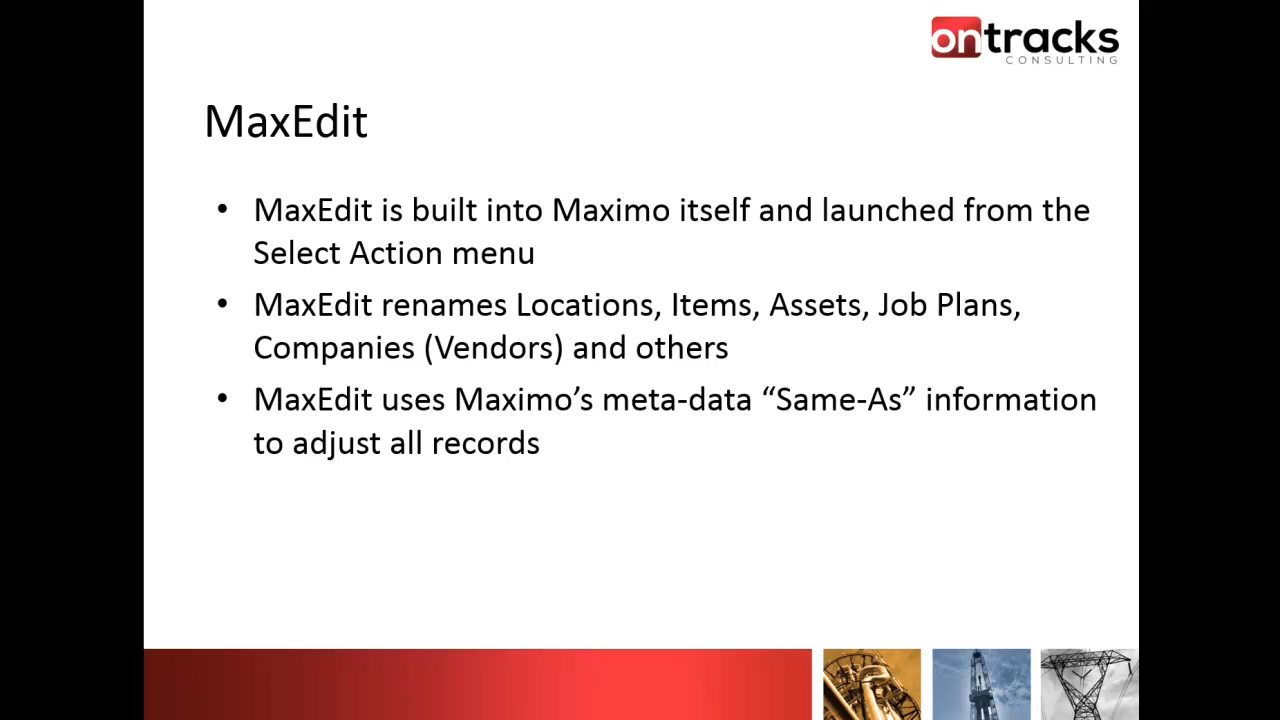 ontracks
CONSULTING
MaxEdit
• MaxEdit is built into Maximo itself and launched from the
Select Action menu
• MaxEdit renames Locations, Items, Assets, Job Plans,
Companies (Vendors) and others
• MaxEdit uses Maximo’s meta-data “Same-As” information
to adjust all records